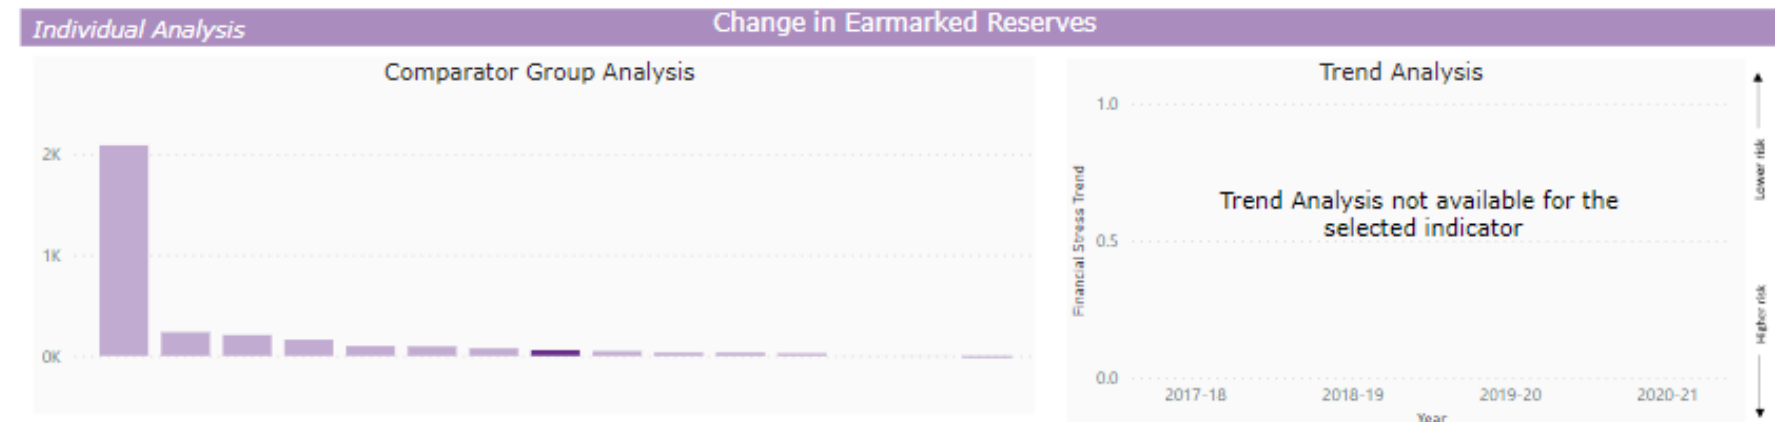 Individual Analysis
Change in Earmarked Reserves
Comparator Group Analysis
2K
1K
0K
Trend Analysis
1.0
0.5
0.0
Financial Stress Trend
Trend Analysis not available for the
selected indicator
2017-18
2018-19
2019-20
2020-21
Year
Lower risk
Higher risk